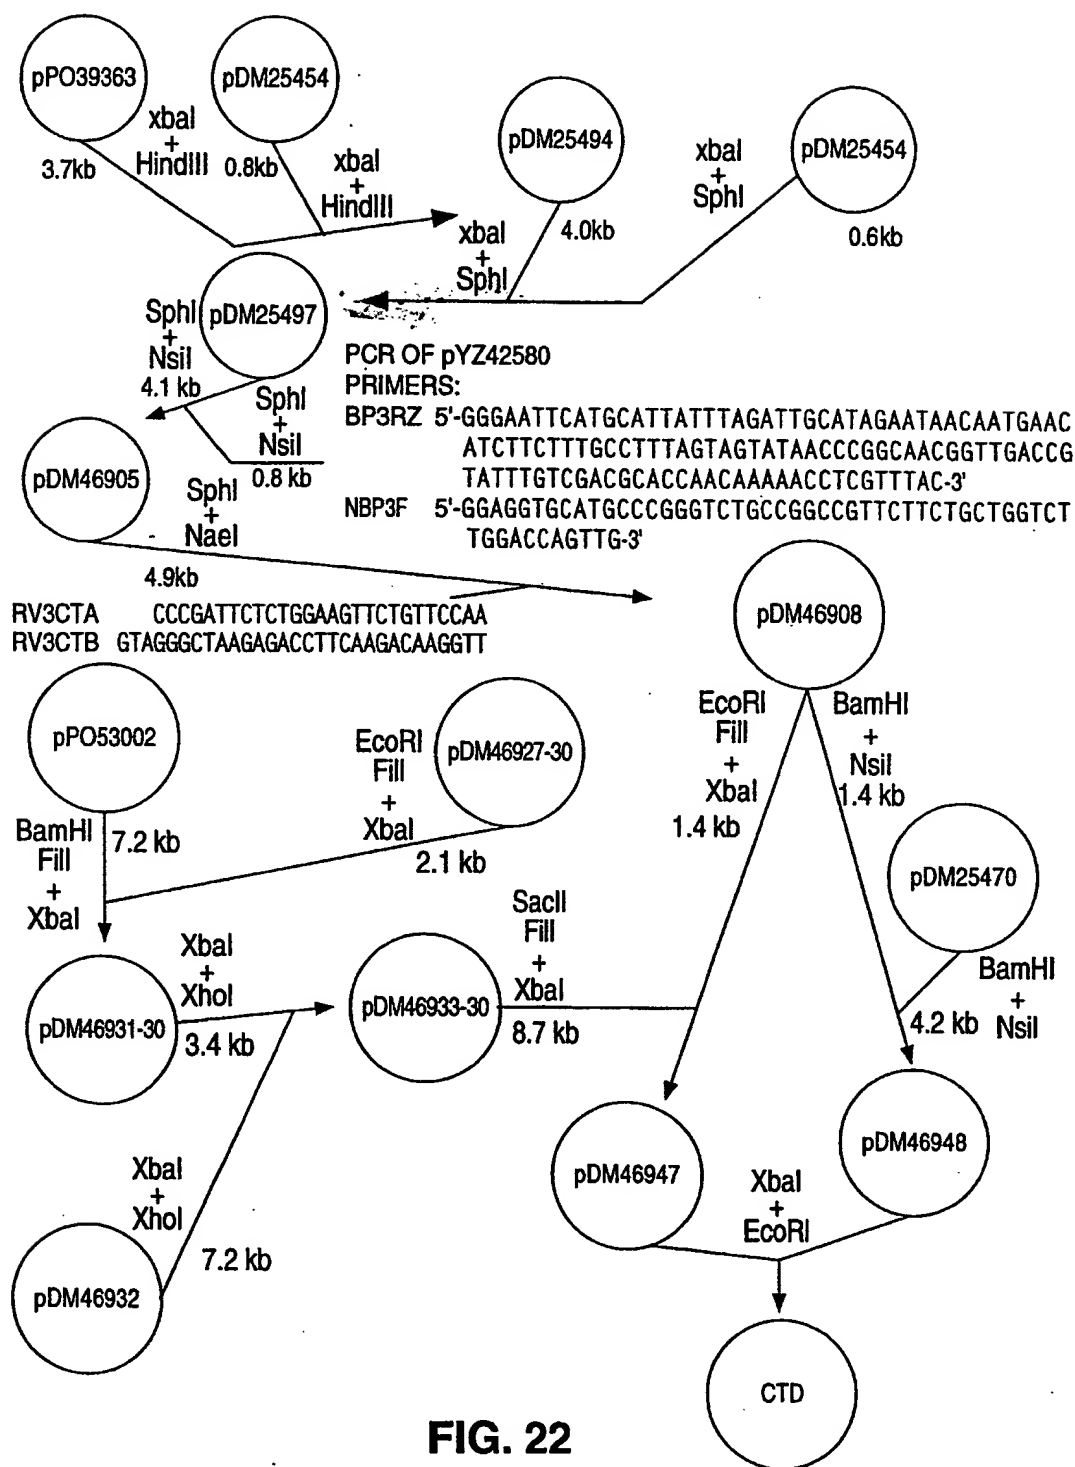 pPO39363
pDM25454
xbaI
+
HindIII
3.7kb
0.8kb
xbaI
+
HindIII
pDM25494
4.0kb
xbaI
+
SphI
pDM25454
0.6kb
xbaI
+
SphI
pDM25497
SphI
+
NsiI
4.1 kb
SphI
+
NsiI
0.8 kb
PCR OF pYZ42580
PRIMERS:
BP3RZ 5'-GGGAATTCATGCATTATTTAGATTGCATAGAATAACAATGAAC
ATCTTCTTTGCCTTTAGTAGTATAACCCGGCAACGGTTGACCG
TATTTGTCGACGCACCAACAAAAACCTCGTTTAC-3'
NBP3F 5'-GGAGGTGCATGCCCGGGTCTGCCGGCCGTTCTTCTGCTGGTCT
TGGACCAGTTG-3'
pDM46905
SphI
+
NaeI
4.9kb
RV3CTA CCCGATTCTCTGGAAGTTCTGTTCCAA
RV3CTB GTAGGGCTAAGAGACCTTCAAGACAAGGTT
pDM46908
EcoRI
Fill
+
XbaI
1.4 kb
BamHI
+
NsiI
1.4 kb
pPO53002
BamHI
Fill
+
XbaI
7.2 kb
EcoRI
Fill
+
XbaI
pDM46927-30
2.1 kb
pDM25470
BamHI
+
NsiI
4.2 kb
pDM46931-30
XbaI
+
XhoI
3.4 kb
pDM46933-30
SacII
Fill
+
XbaI
8.7 kb
pDM46932
XbaI
+
XhoI
7.2 kb
pDM46947
pDM46948
XbaI
+
EcoRI
CTD
FIG. 22